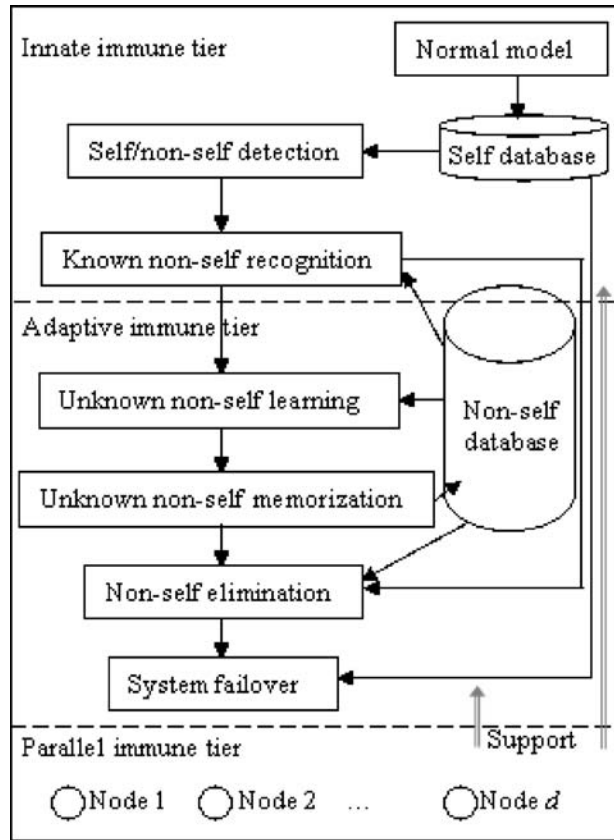 Innate immune tier
Normal model
Self/non-self detection
Self database
Known non-self recognition
Adaptive immune tier
Unknown non-self learning
Non-self
database
Unknown non-self memorization
Non-self elimination
System failover
Support
Parallel immune tier
Node 1
Node 2
...
Node d